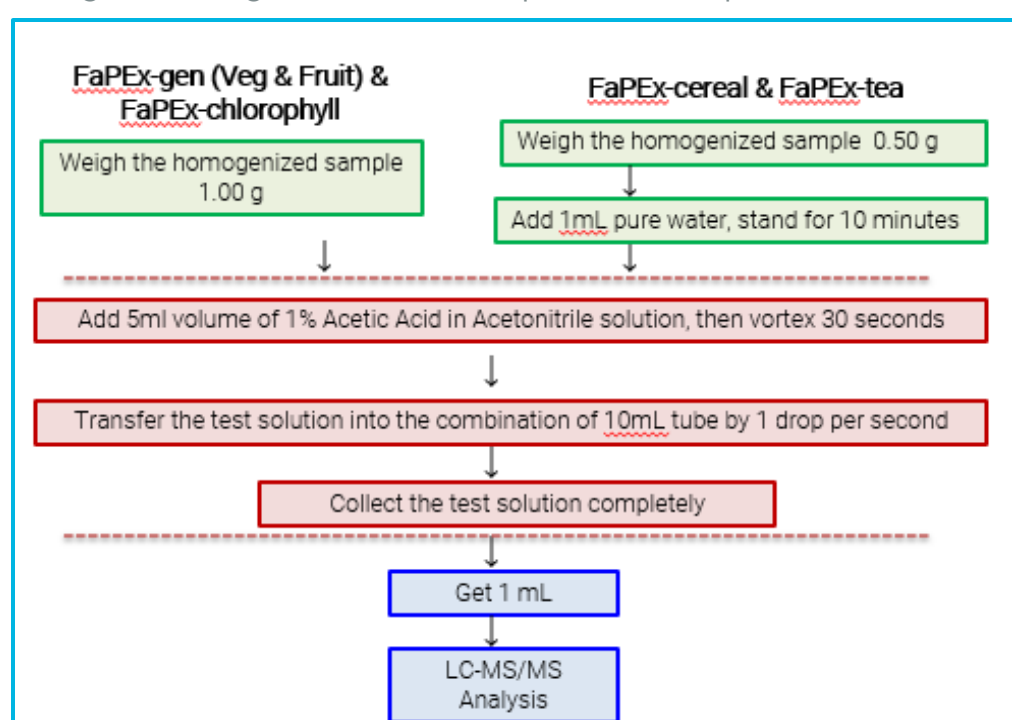 FaPEx-gen (Veg & Fruit) &
FaPEx-chlorophyll
Weigh the homogenized sample
1.00 g
FaPEx-cereal & FaPEx-tea
Weigh the homogenized sample 0.50 g
Add 1mL pure water, stand for 10 minutes
Add 5ml volume of 1% Acetic Acid in Acetonitrile solution, then vortex 30 seconds
Transfer the test solution into the combination of 10mL tube by 1 drop per second
Collect the test solution completely
Get 1 mL
LC-MS/MS
Analysis